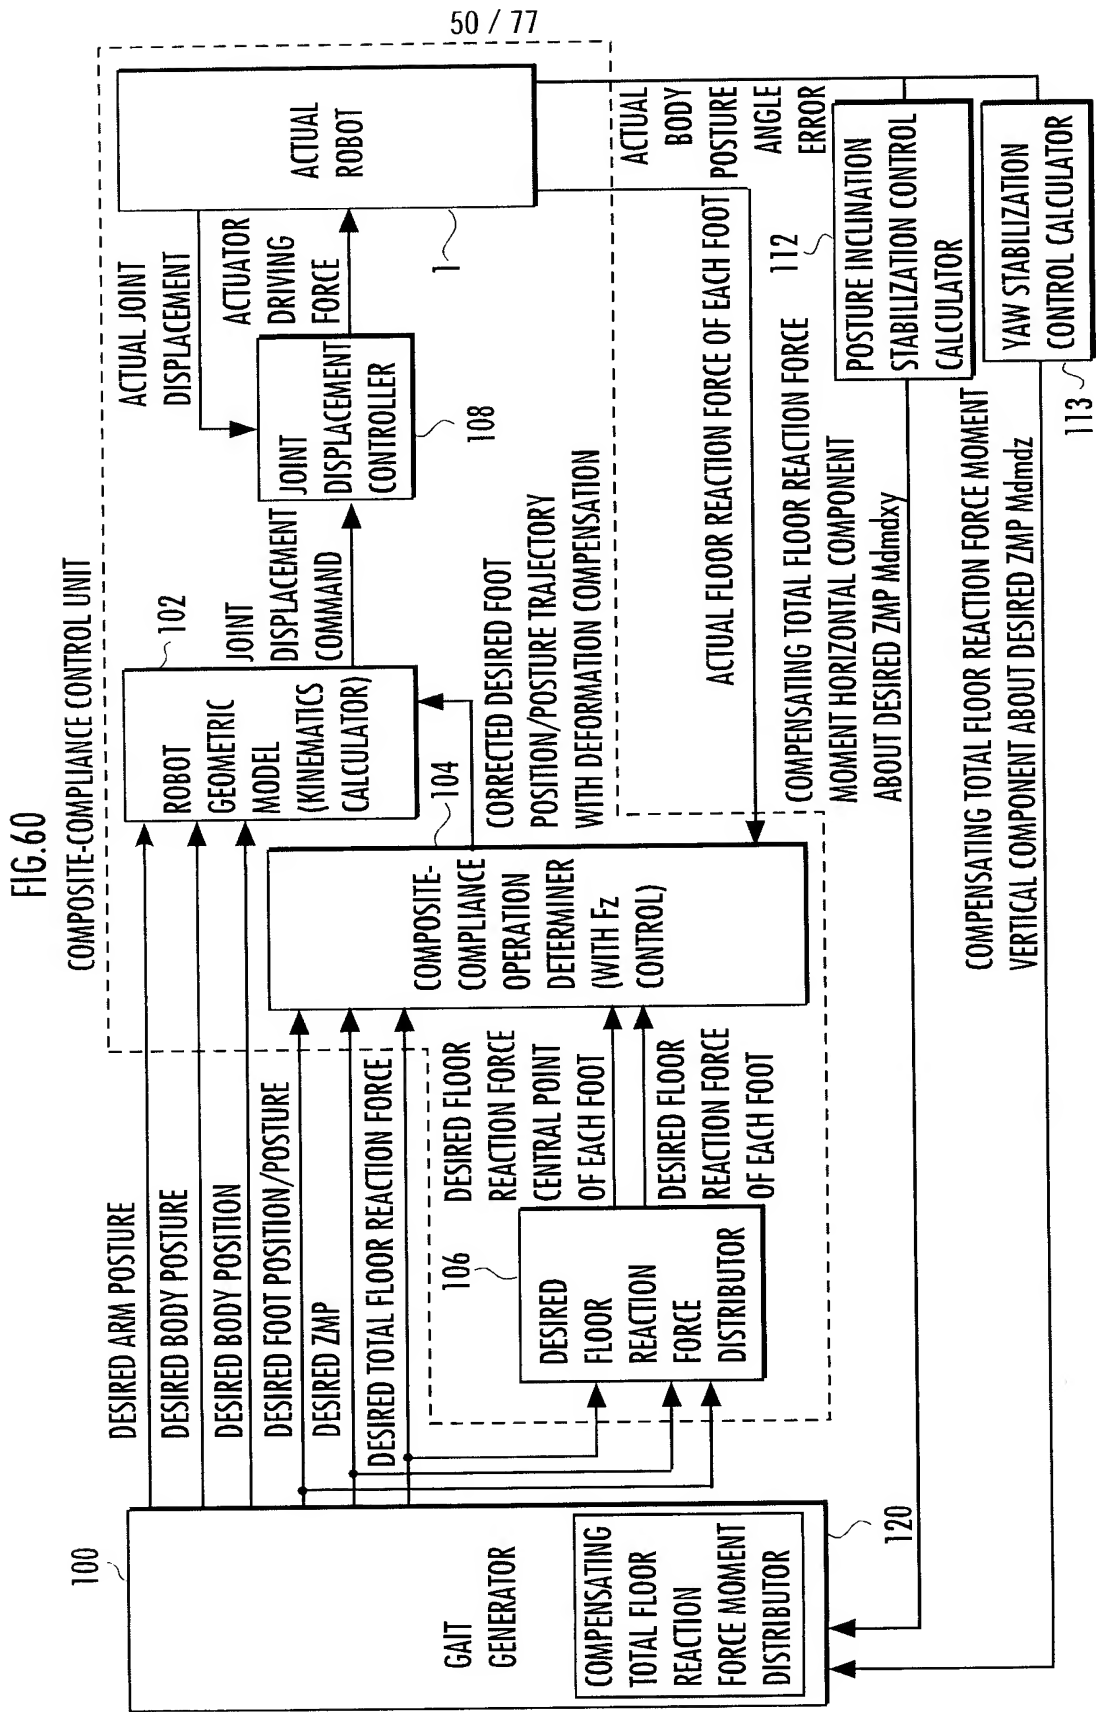 50 / 77
FIG.60
COMPOSITE-COMPLIANCE CONTROL UNIT
100
GAIT
GENERATOR
COMPENSATING
TOTAL FLOOR
REACTION
FORCE MOMENT
DISTRIBUTOR
120
DESIRED ARM POSTURE
DESIRED BODY POSTURE
DESIRED BODY POSITION
DESIRED FOOT POSITION/POSTURE
DESIRED ZMP
DESIRED TOTAL FLOOR REACTION FORCE
106
DESIRED
FLOOR
REACTION
FORCE
DISTRIBUTOR
DESIRED FLOOR
REACTION FORCE
CENTRAL POINT
OF EACH FOOT
DESIRED FLOOR
REACTION FORCE
OF EACH FOOT
102
ROBOT
GEOMETRIC
MODEL
(KINEMATICS
CALCULATOR)
104
COMPOSITE-
COMPLIANCE
OPERATION
DETERMINER
(WITH Fz
CONTROL)
CORRECTED DESIRED FOOT
POSITION/POSTURE TRAJECTORY
WITH DEFORMATION COMPENSATION
JOINT
DISPLACEMENT
COMMAND
JOINT
DISPLACEMENT
CONTROLLER
108
ACTUAL JOINT
DISPLACEMENT
ACTUATOR
DRIVING
FORCE
ACTUAL
ROBOT
1
ACTUAL FLOOR REACTION FORCE OF EACH FOOT
ACTUAL
BODY
POSTURE
ANGLE
ERROR
112
POSTURE INCLINATION
STABILIZATION CONTROL
CALCULATOR
COMPENSATING TOTAL FLOOR REACTION FORCE
MOMENT HORIZONTAL COMPONENT
ABOUT DESIRED ZMP Mdmdxy
YAW STABILIZATION
CONTROL CALCULATOR
113
COMPENSATING TOTAL FLOOR REACTION FORCE MOMENT
VERTICAL COMPONENT ABOUT DESIRED ZMP Mdmdz